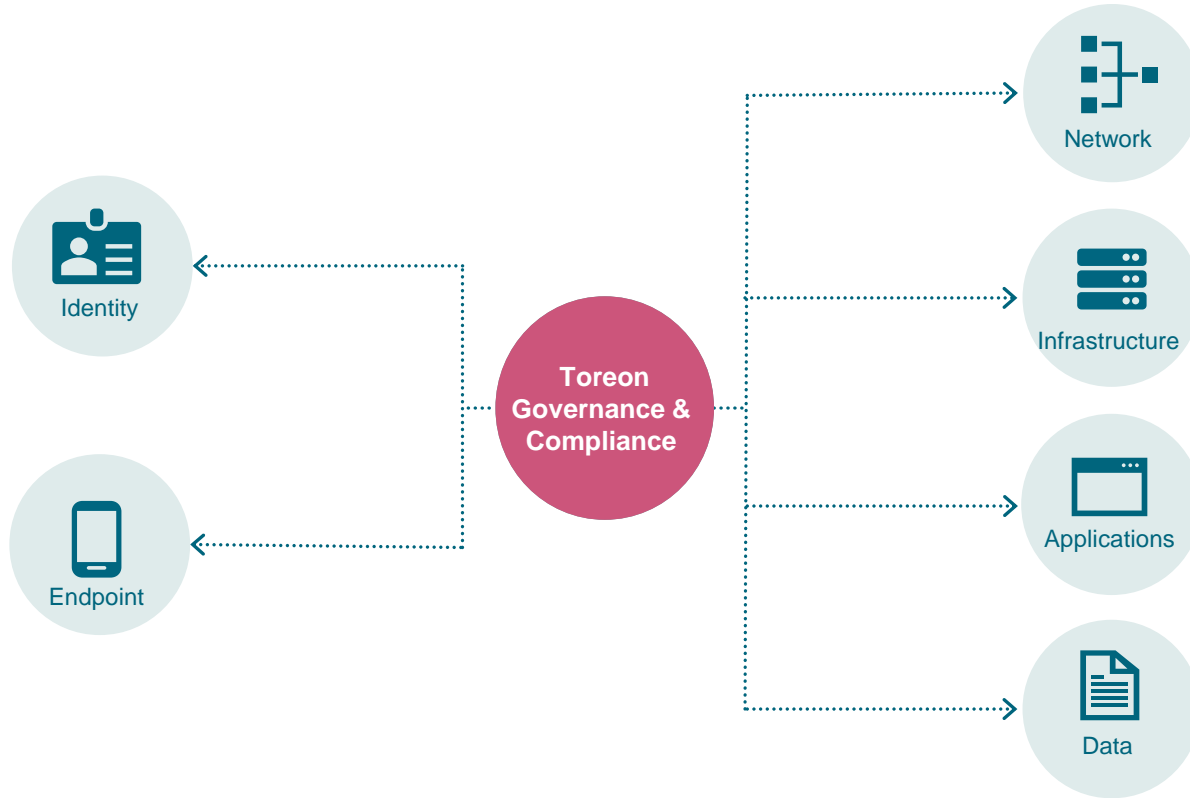 Network
Identity
Infrastructure
Toreon
Governance &
Compliance
Applications
Endpoint
Data